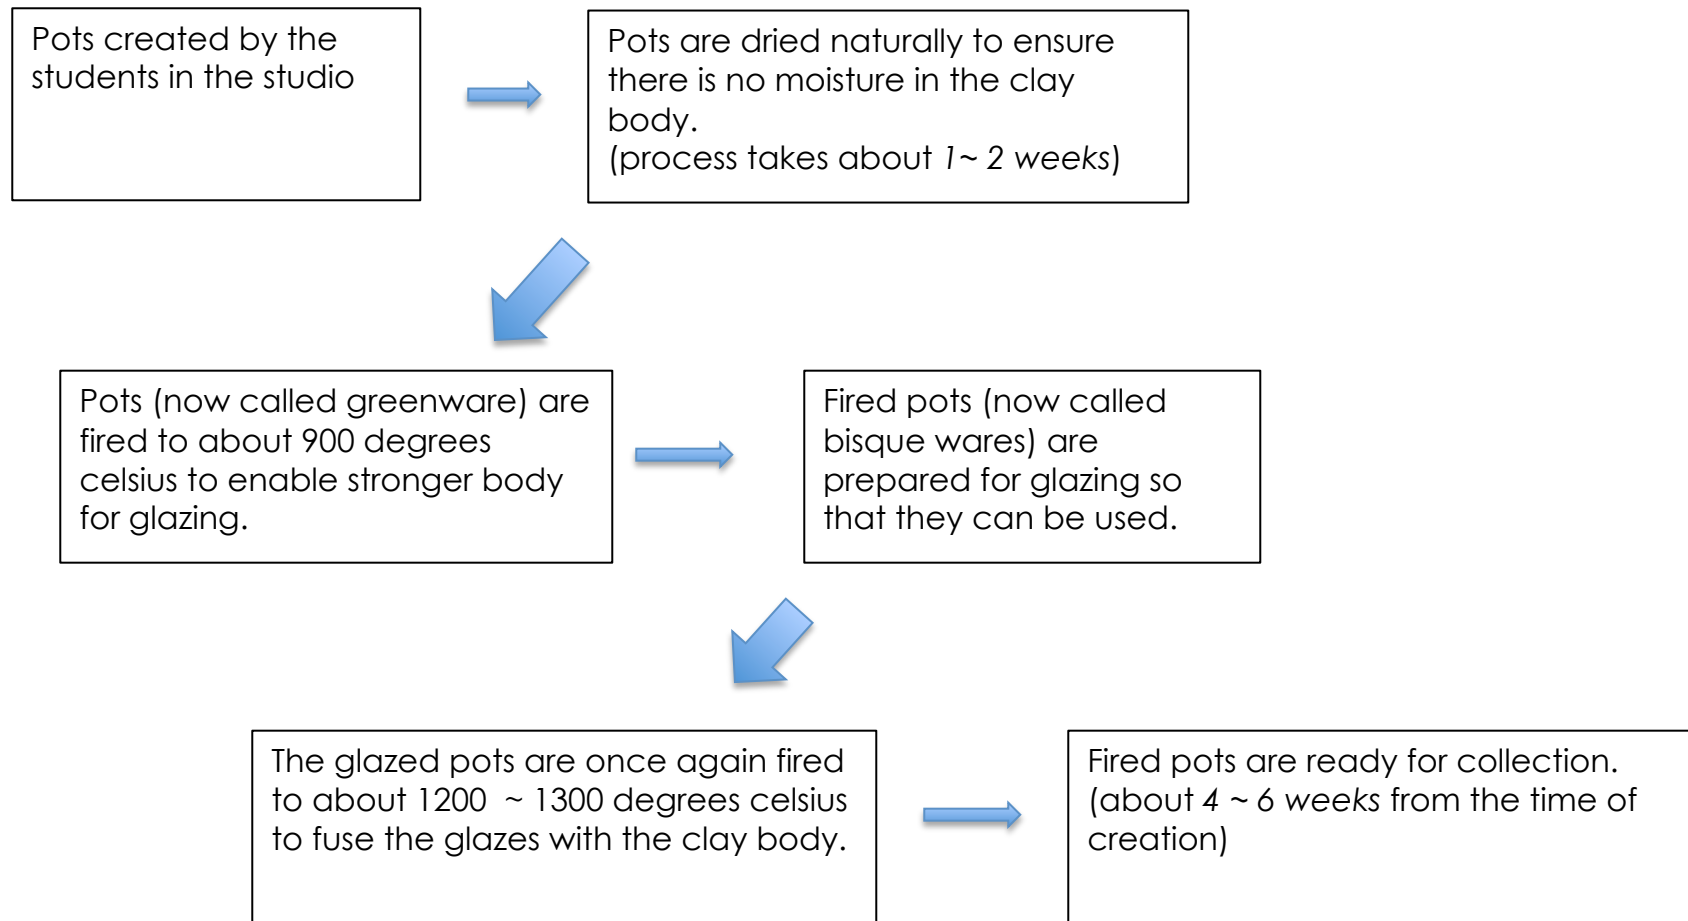 Pots created by the
students in the studio
Pots are dried naturally to ensure
there is no moisture in the clay
body.
(process takes about 1~ 2 weeks)
Pots (now called greenware) are
fired to about 900 degrees
celsius to enable stronger body
for glazing.
Fired pots (now called
bisque wares) are
prepared for glazing so
that they can be used.
The glazed pots are once again fired
to about 1200  ~ 1300 degrees celsius
to fuse the glazes with the clay body.
Fired pots are ready for collection.
(about 4 ~ 6 weeks from the time of
creation)